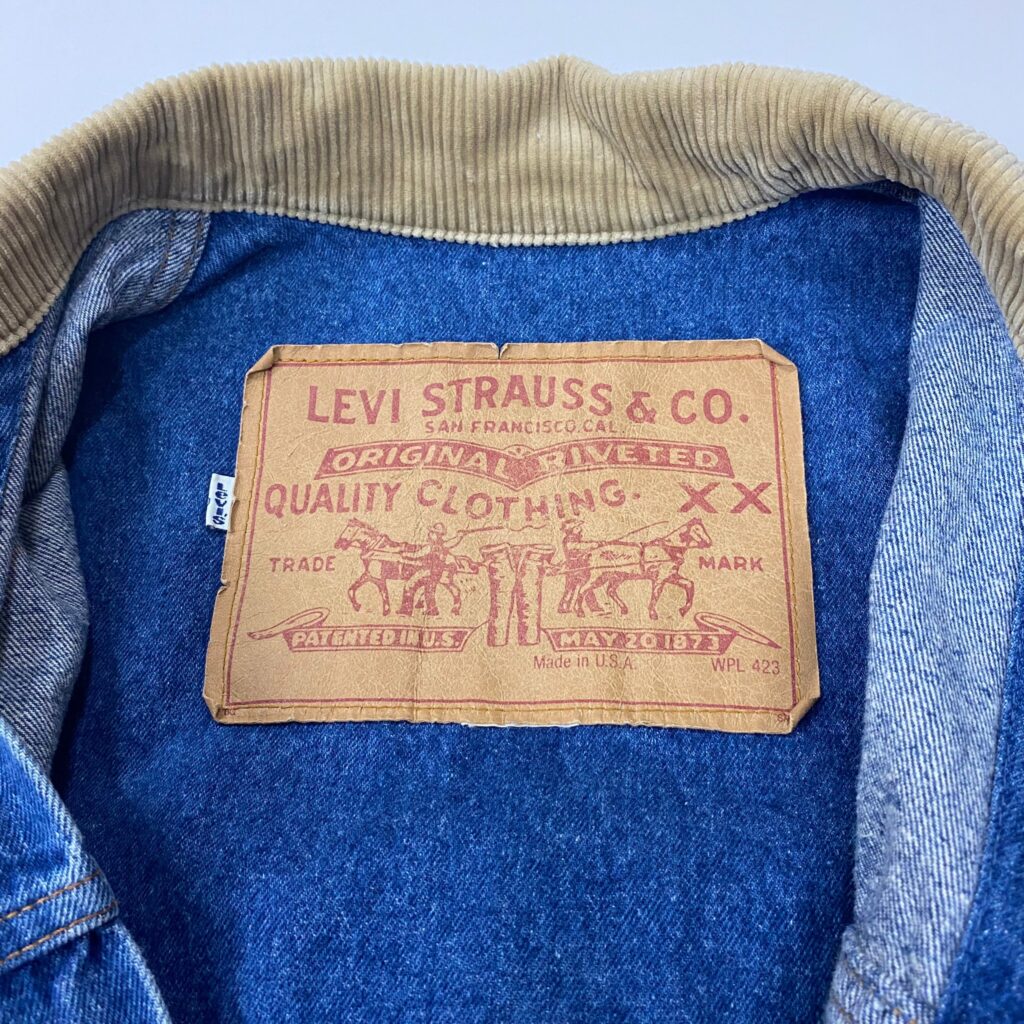 LEVI STRAUSS & CO.
SAN FRANCISCO, CAL.
ORIGINAL RIVETED
QUALITY CLOTHING. XX
LEVI'S
TRADE MARK
PATENTED IN U.S. MAY 20 1873
Made in U.S.A. WPL 423